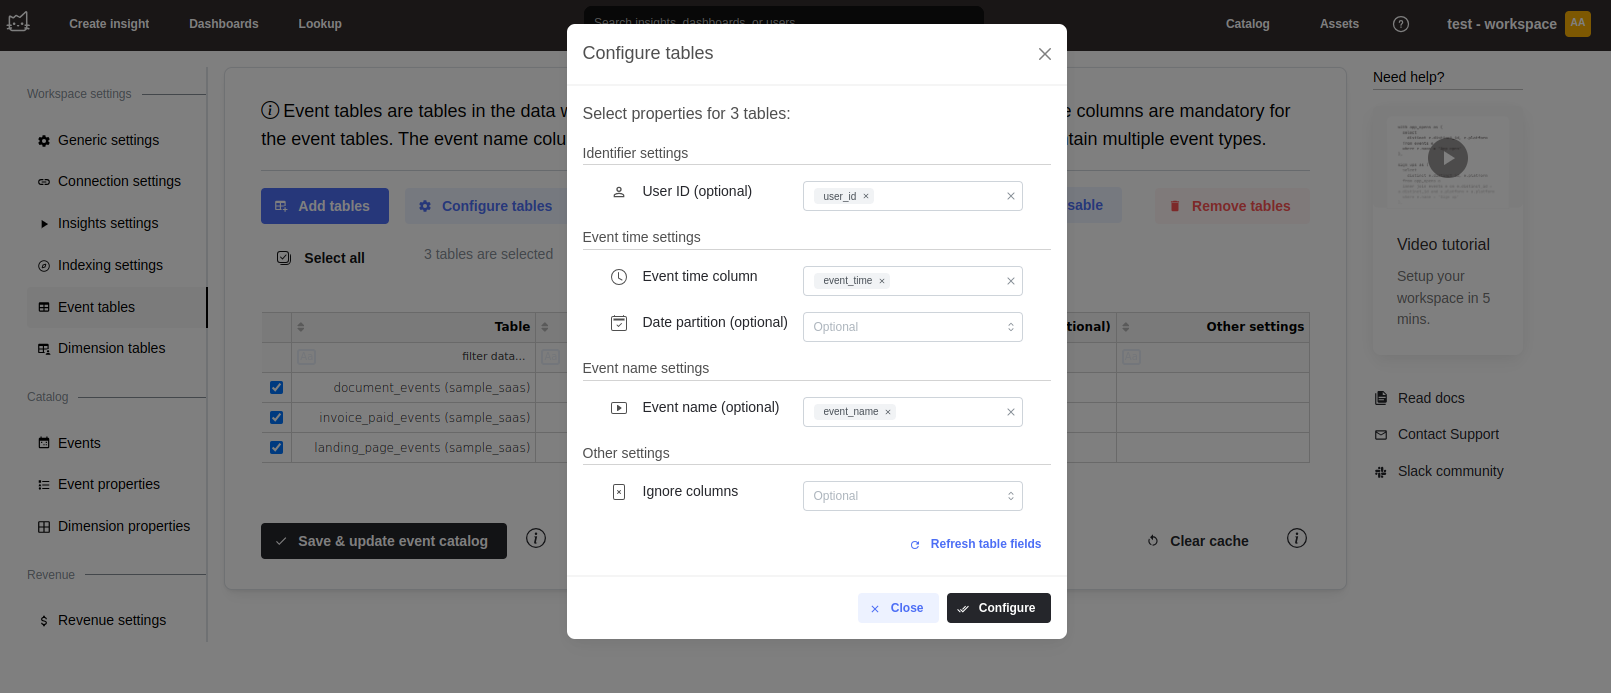 Create insight
Dashboards
Lookup
Search insights, dashboards, or users
Catalog
Assets
test - workspace
AA
Workspace settings
Generic settings
Connection settings
Insights settings
Indexing settings
Event tables
Dimension tables
Catalog
Events
Event properties
Dimension properties
Revenue
Revenue settings
Event tables are tables in the data w
e columns are mandatory for
the event tables. The event name colu
tain multiple event types.
Add tables
Configure tables
sable
Remove tables
Select all
3 tables are selected
Table
tional)
Other settings
Aa
filter data...
Aa
Aa
document_events (sample_saas)
invoice_paid_events (sample_saas)
landing_page_events (sample_saas)
Save & update event catalog
Clear cache
Configure tables
Select properties for 3 tables:
Identifier settings
User ID (optional)
user_id ×
Event time settings
Event time column
event_time ×
Date partition (optional)
Optional
Event name settings
Event name (optional)
event_name ×
Other settings
Ignore columns
Optional
Refresh table fields
Close
Configure
Need help?
Video tutorial
Setup your
workspace in 5
mins.
Read docs
Contact Support
Slack community